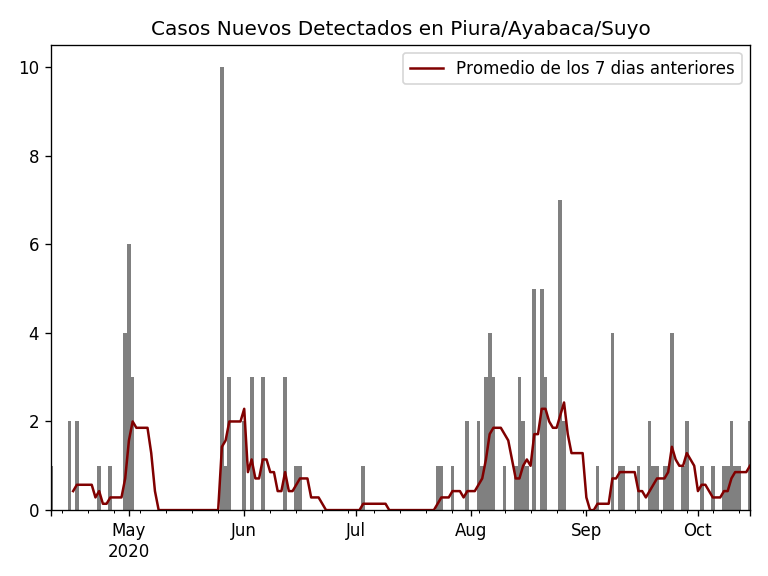 Casos Nuevos Detectados en Piura/Ayabaca/Suyo
Promedio de los 7 dias anteriores
10
8
6
4
2
0
May Jun Jul Aug Sep Oct
2020